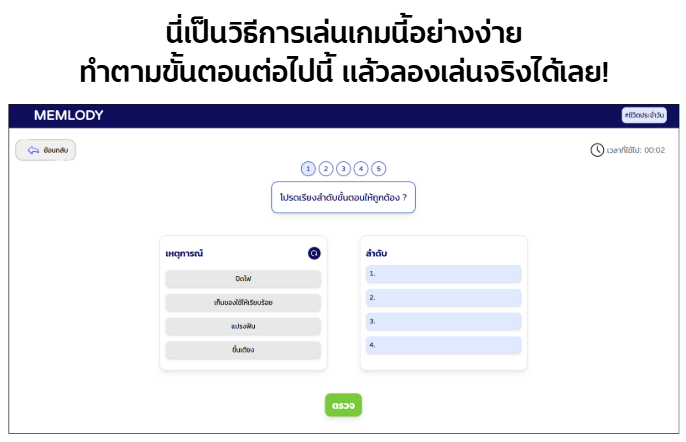 นี่เป็นวิธีการเล่นเกมนี้อย่างง่าย
ทำตามขั้นตอนต่อไปนี้ แล้วลองเล่นจริงได้เลย!
MEMLODY
#ชีวิตประจำวัน
ย้อนกลับ
เวลาที่ใช้ไป: 00:02
1 2 3 4 5
โปรดเรียงลำดับขั้นตอนให้ถูกต้อง ?
เหตุการณ์
ปิดไฟ
เก็บของใช้ให้เรียบร้อย
แปรงฟัน
ขึ้นเตียง
ลำดับ
1.
2.
3.
4.
ตรวจ